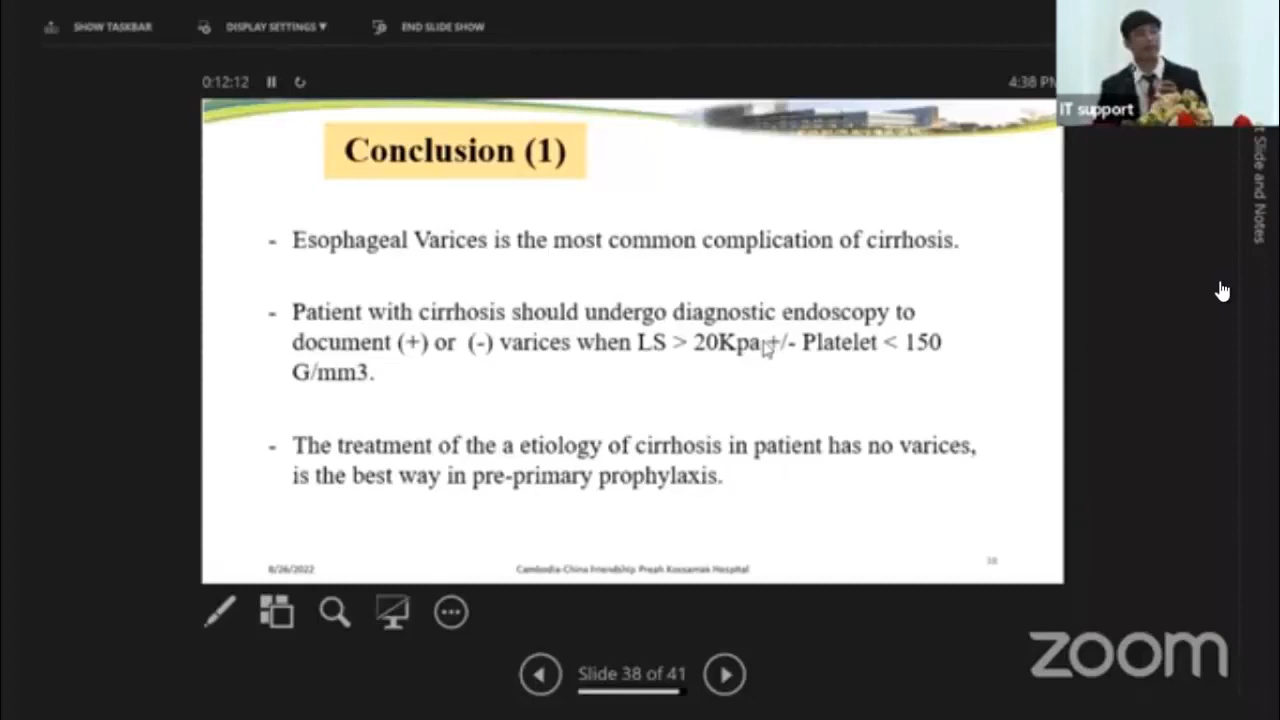 SHOW TASKBAR
DISPLAY SETTINGS ▼
END SLIDE SHOW
0:12:12
4:38 PM
IT support
t Slide and Notes
Conclusion (1)
- Esophageal Varices is the most common complication of cirrhosis.
- Patient with cirrhosis should undergo diagnostic endoscopy to
document (+) or (-) varices when LS > 20Kpa +/- Platelet < 150
G/mm3.
- The treatment of the a etiology of cirrhosis in patient has no varices,
is the best way in pre-primary prophylaxis.
8/26/2022
Cambodia-China Friendship Preah Kossamak Hospital
38
Slide 38 of 41
zoom